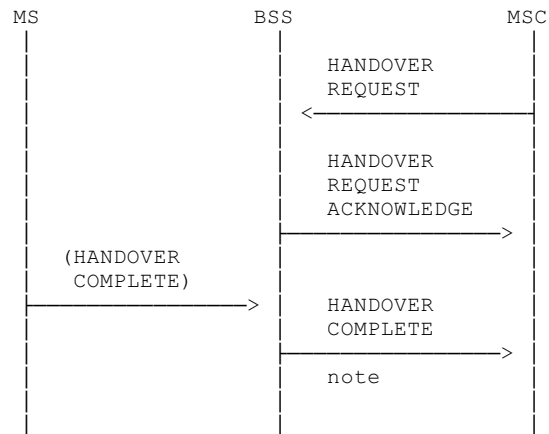 MS BSS MSC
HANDOVER
REQUEST
HANDOVER
REQUEST
ACKNOWLEDGE
(HANDOVER
COMPLETE)
HANDOVER
COMPLETE
note